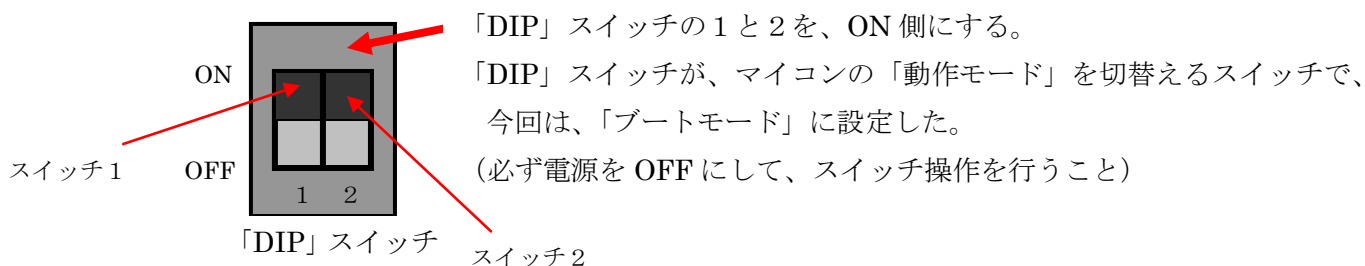 「DIP」スイッチの１と２を、ON 側にする。
「DIP」スイッチが、マイコンの「動作モード」を切替えるスイッチで、
今回は、「ブートモード」に設定した。
（必ず電源を OFF にして、スイッチ操作を行うこと）
ON
スイッチ１
OFF
１ ２
「DIP」スイッチ
スイッチ２